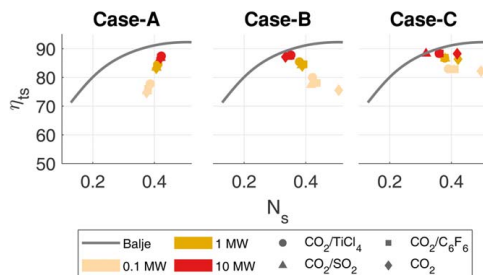 Case-A Case-B Case-C
90
80
70
60
50
η_ts
0.2 0.4 0.2 0.4 0.2 0.4
N_s
Balje 1 MW CO₂/TiCl₄ CO₂/C₆F₆
0.1 MW 10 MW CO₂/SO₂ CO₂